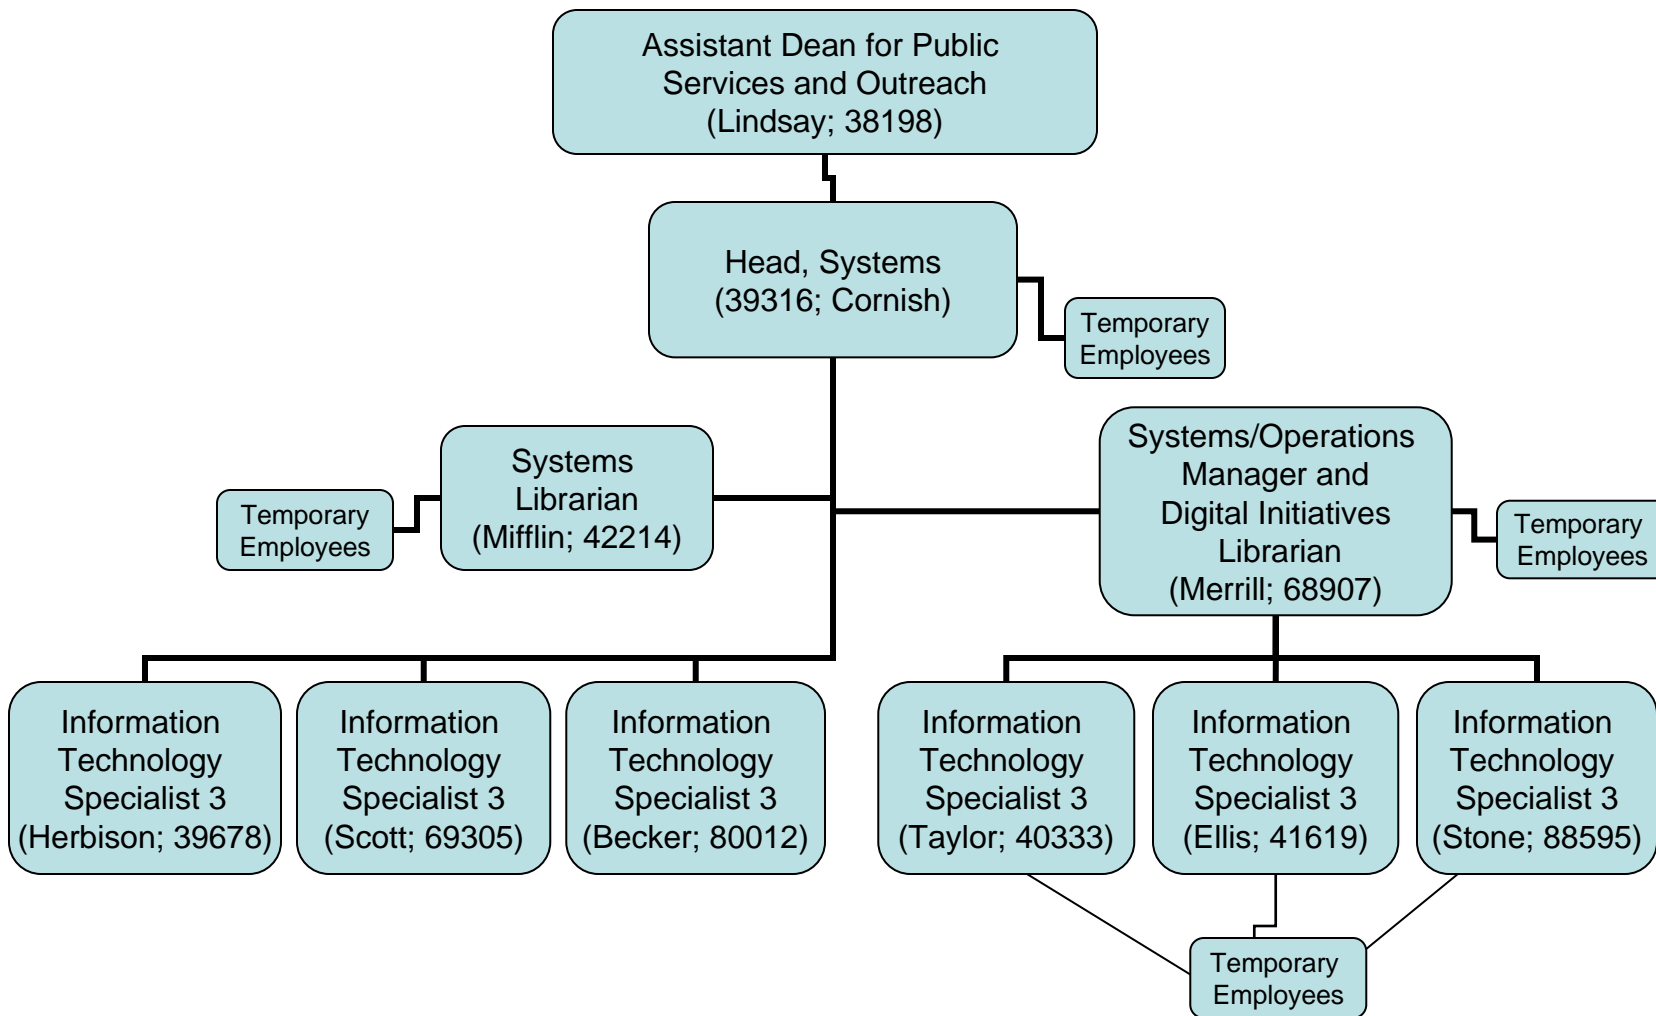 Assistant Dean for Public
Services and Outreach
(Lindsay; 38198)
Head, Systems
(39316; Cornish)
Temporary
Employees
Systems
Librarian
(Mifflin; 42214)
Temporary
Employees
Systems/Operations
Manager and
Digital Initiatives
Librarian
(Merrill; 68907)
Temporary
Employees
Information
Technology
Specialist 3
(Herbison; 39678)
Information
Technology
Specialist 3
(Scott; 69305)
Information
Technology
Specialist 3
(Becker; 80012)
Information
Technology
Specialist 3
(Taylor; 40333)
Information
Technology
Specialist 3
(Ellis; 41619)
Information
Technology
Specialist 3
(Stone; 88595)
Temporary
Employees